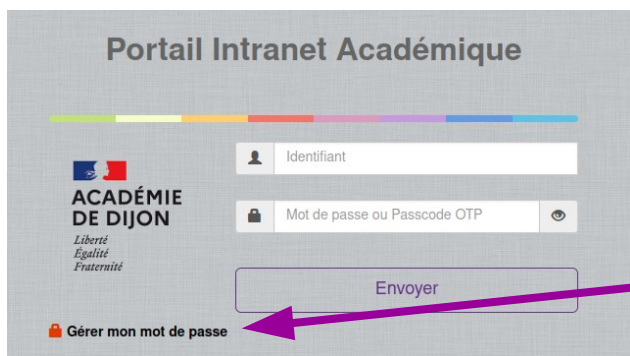 Portail Intranet Académique
Identifiant
ACADÉMIE
DE DIJON
Liberté
Égalité
Fraternité
Mot de passe ou Passcode OTP
Envoyer
Gérer mon mot de passe